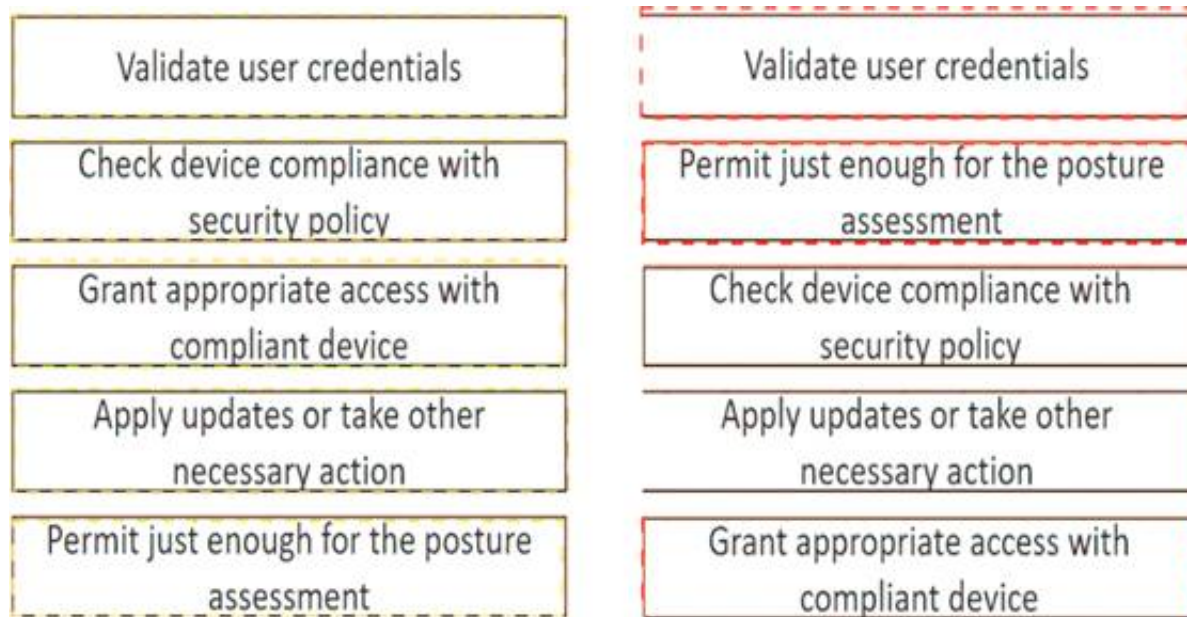 Validate user credentials
Check device compliance with
security policy
Grant appropriate access with
compliant device
Apply updates or take other
necessary action
Permit just enough for the posture
assessment
Validate user credentials
Permit just enough for the posture
assessment
Check device compliance with
security policy
Apply updates or take other
necessary action
Grant appropriate access with
compliant device